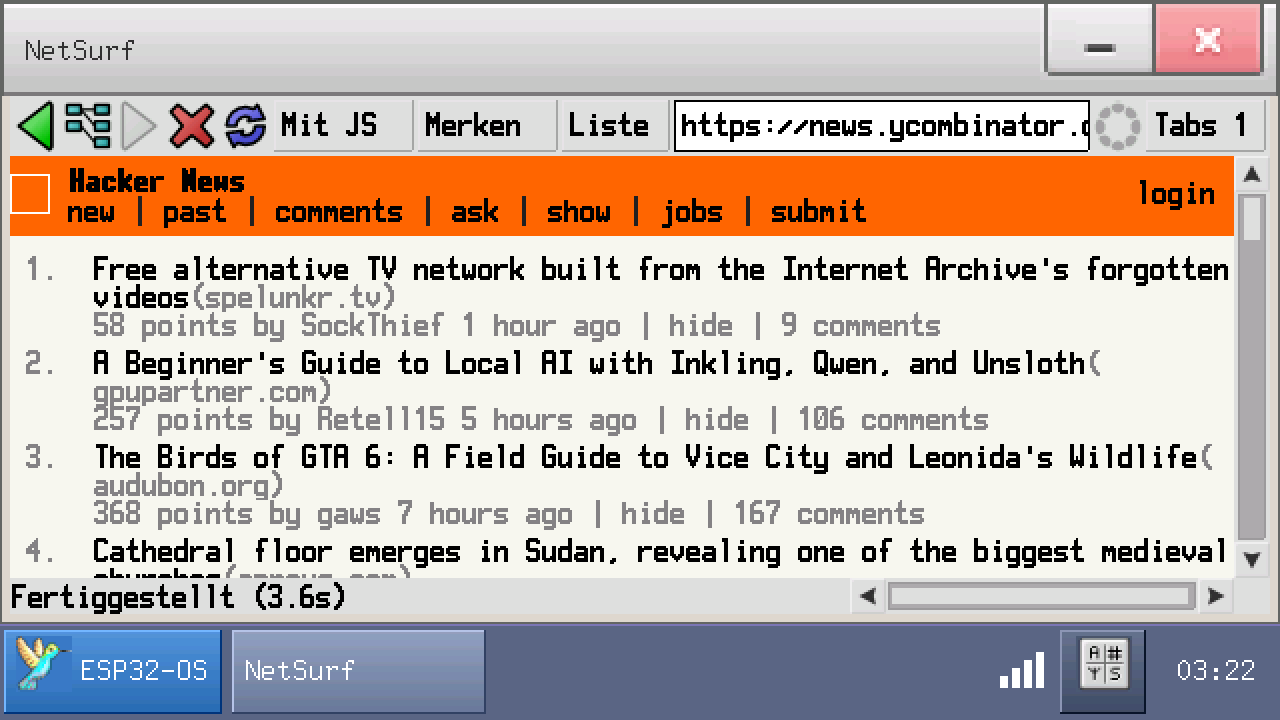 NetSurf
Mit JS Merken Liste https://news.ycombinator. Tabs 1
Hacker News
login
new | past | comments | ask | show | jobs | submit
1. Free alternative TV network built from the Internet Archive's forgotten
videos(spelunkr.tv)
58 points by SockThief 1 hour ago | hide | 9 comments
2. A Beginner's Guide to Local AI with Inkling, Qwen, and Unsloth(
gpupartner.com)
257 points by Retell15 5 hours ago | hide | 106 comments
3. The Birds of GTA 6: A Field Guide to Vice City and Leonida's Wildlife(
audubon.org)
368 points by gaws 7 hours ago | hide | 167 comments
4. Cathedral floor emerges in Sudan, revealing one of the biggest medieval
Fertiggestellt (3.6s)
ESP32-OS NetSurf A # Y S 03:22